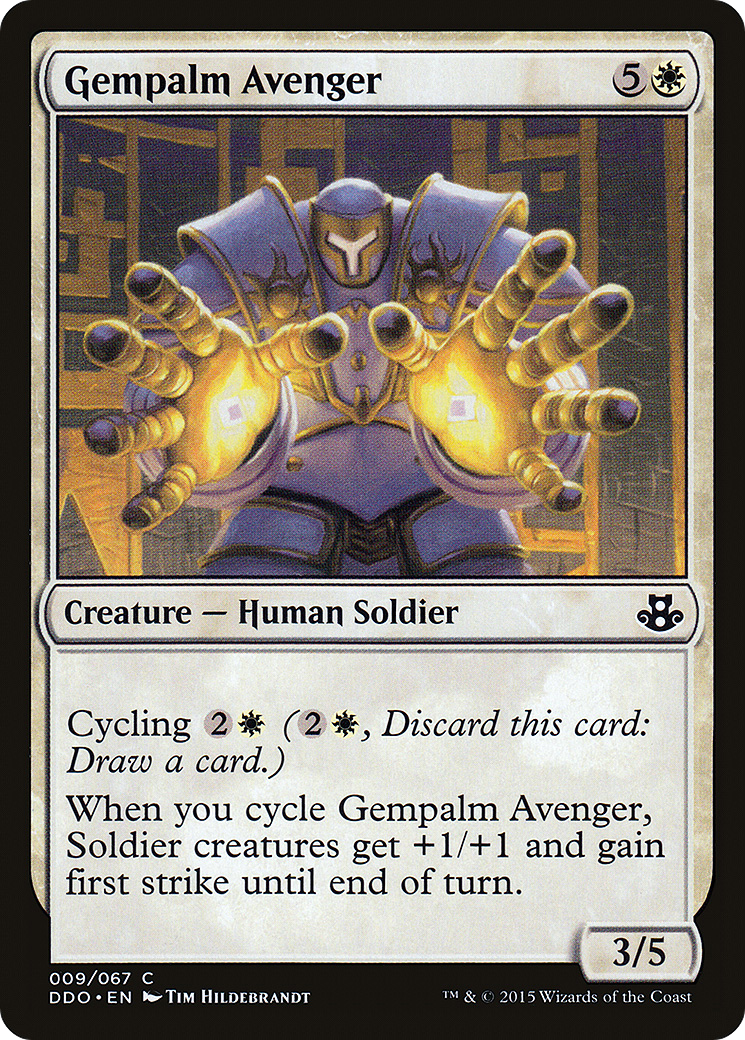 Gempalm Avenger 5
Creature — Human Soldier
Cycling 2 (2, Discard this card:
Draw a card.)
When you cycle Gempalm Avenger,
Soldier creatures get +1/+1 and gain
first strike until end of turn.
3/5
009/067 C
DDO • EN Tim Hildebrandt
™ & © 2015 Wizards of the Coast